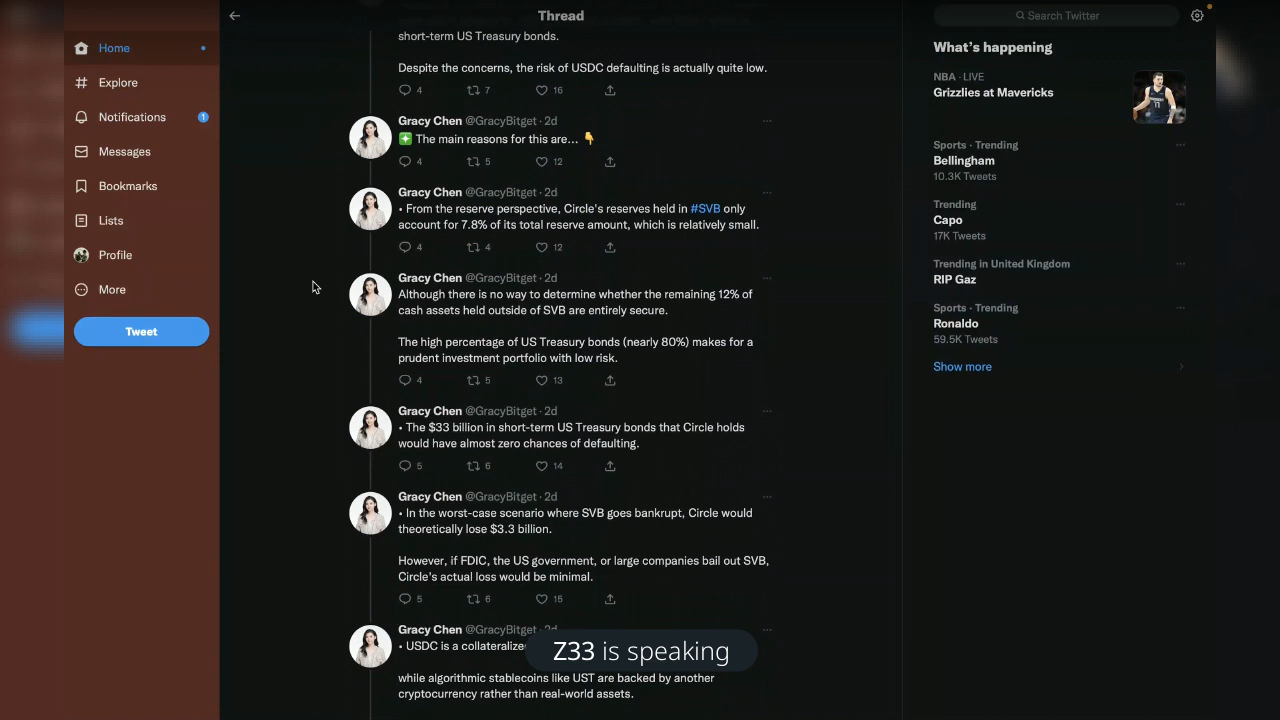 Home
Explore
Notifications
1
Messages
Bookmarks
Lists
Profile
More
Tweet
Thread
short-term US Treasury bonds.
Despite the concerns, the risk of USDC defaulting is actually quite low.
4 7 16
Gracy Chen @GracyBitget · 2d
The main reasons for this are...
4 5 12
Gracy Chen @GracyBitget · 2d
• From the reserve perspective, Circle's reserves held in #SVB only
account for 7.8% of its total reserve amount, which is relatively small.
4 4 12
Gracy Chen @GracyBitget · 2d
Although there is no way to determine whether the remaining 12% of
cash assets held outside of SVB are entirely secure.
The high percentage of US Treasury bonds (nearly 80%) makes for a
prudent investment portfolio with low risk.
4 5 13
Gracy Chen @GracyBitget · 2d
• The $33 billion in short-term US Treasury bonds that Circle holds
would have almost zero chances of defaulting.
5 6 14
Gracy Chen @GracyBitget · 2d
• In the worst-case scenario where SVB goes bankrupt, Circle would
theoretically lose $3.3 billion.
However, if FDIC, the US government, or large companies bail out SVB,
Circle's actual loss would be minimal.
5 6 15
Gracy Chen @GracyBitget · 2d
• USDC is a
while algorithmic stablecoins like UST are backed by another
cryptocurrency rather than real-world assets.
Z33 is speaking
Search Twitter
What's happening
NBA · LIVE
Grizzlies at Mavericks
Sports · Trending
Bellingham
10.3K Tweets
Trending
Capo
17K Tweets
Trending in United Kingdom
RIP Gaz
Sports · Trending
Ronaldo
59.5K Tweets
Show more